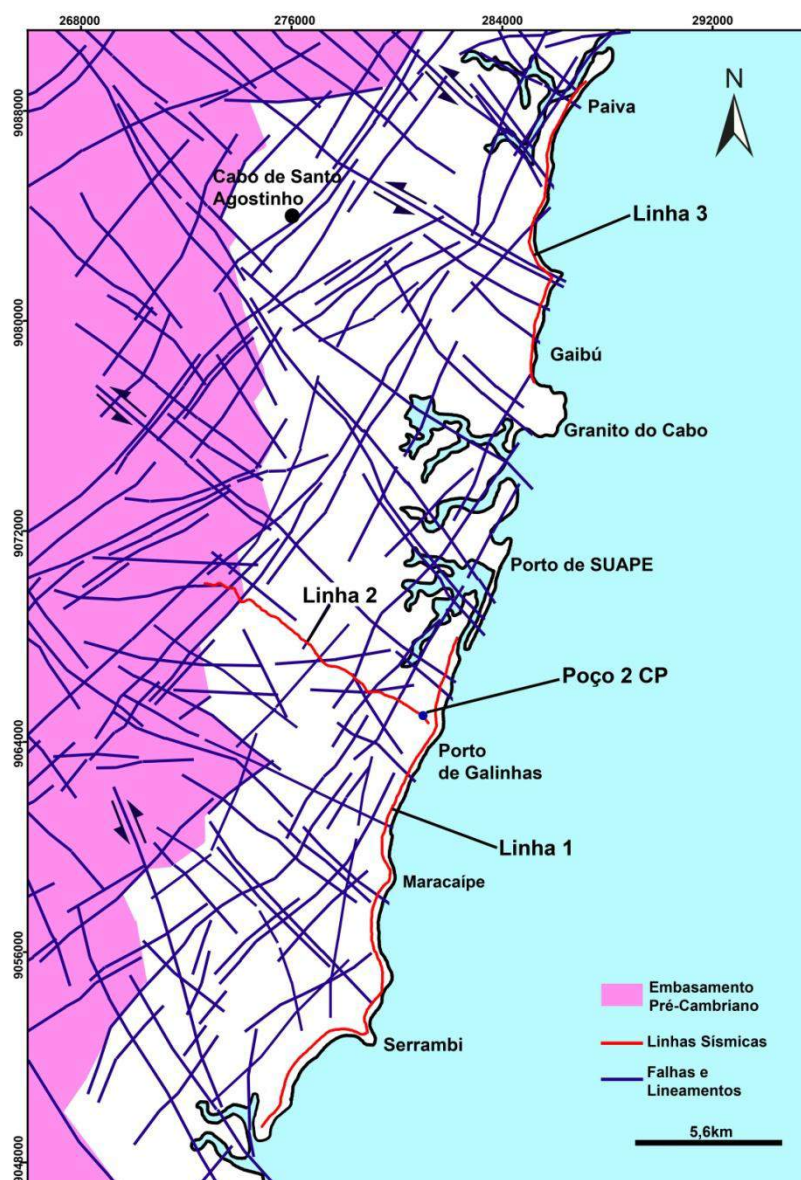 268000
276000
284000
292000
N
9088000
Paiva
Cabo de Santo
Agostinho
Linha 3
9080000
Gaibú
Granito do Cabo
9072000
Porto de SUAPE
Linha 2
Poço 2 CP
9064000
Porto
de Galinhas
Linha 1
Maracaípe
9056000
Embasamento
Pré-Cambriano
Serrambi
Linhas Sísmicas
Falhas e
Lineamentos
5,6km
9048000